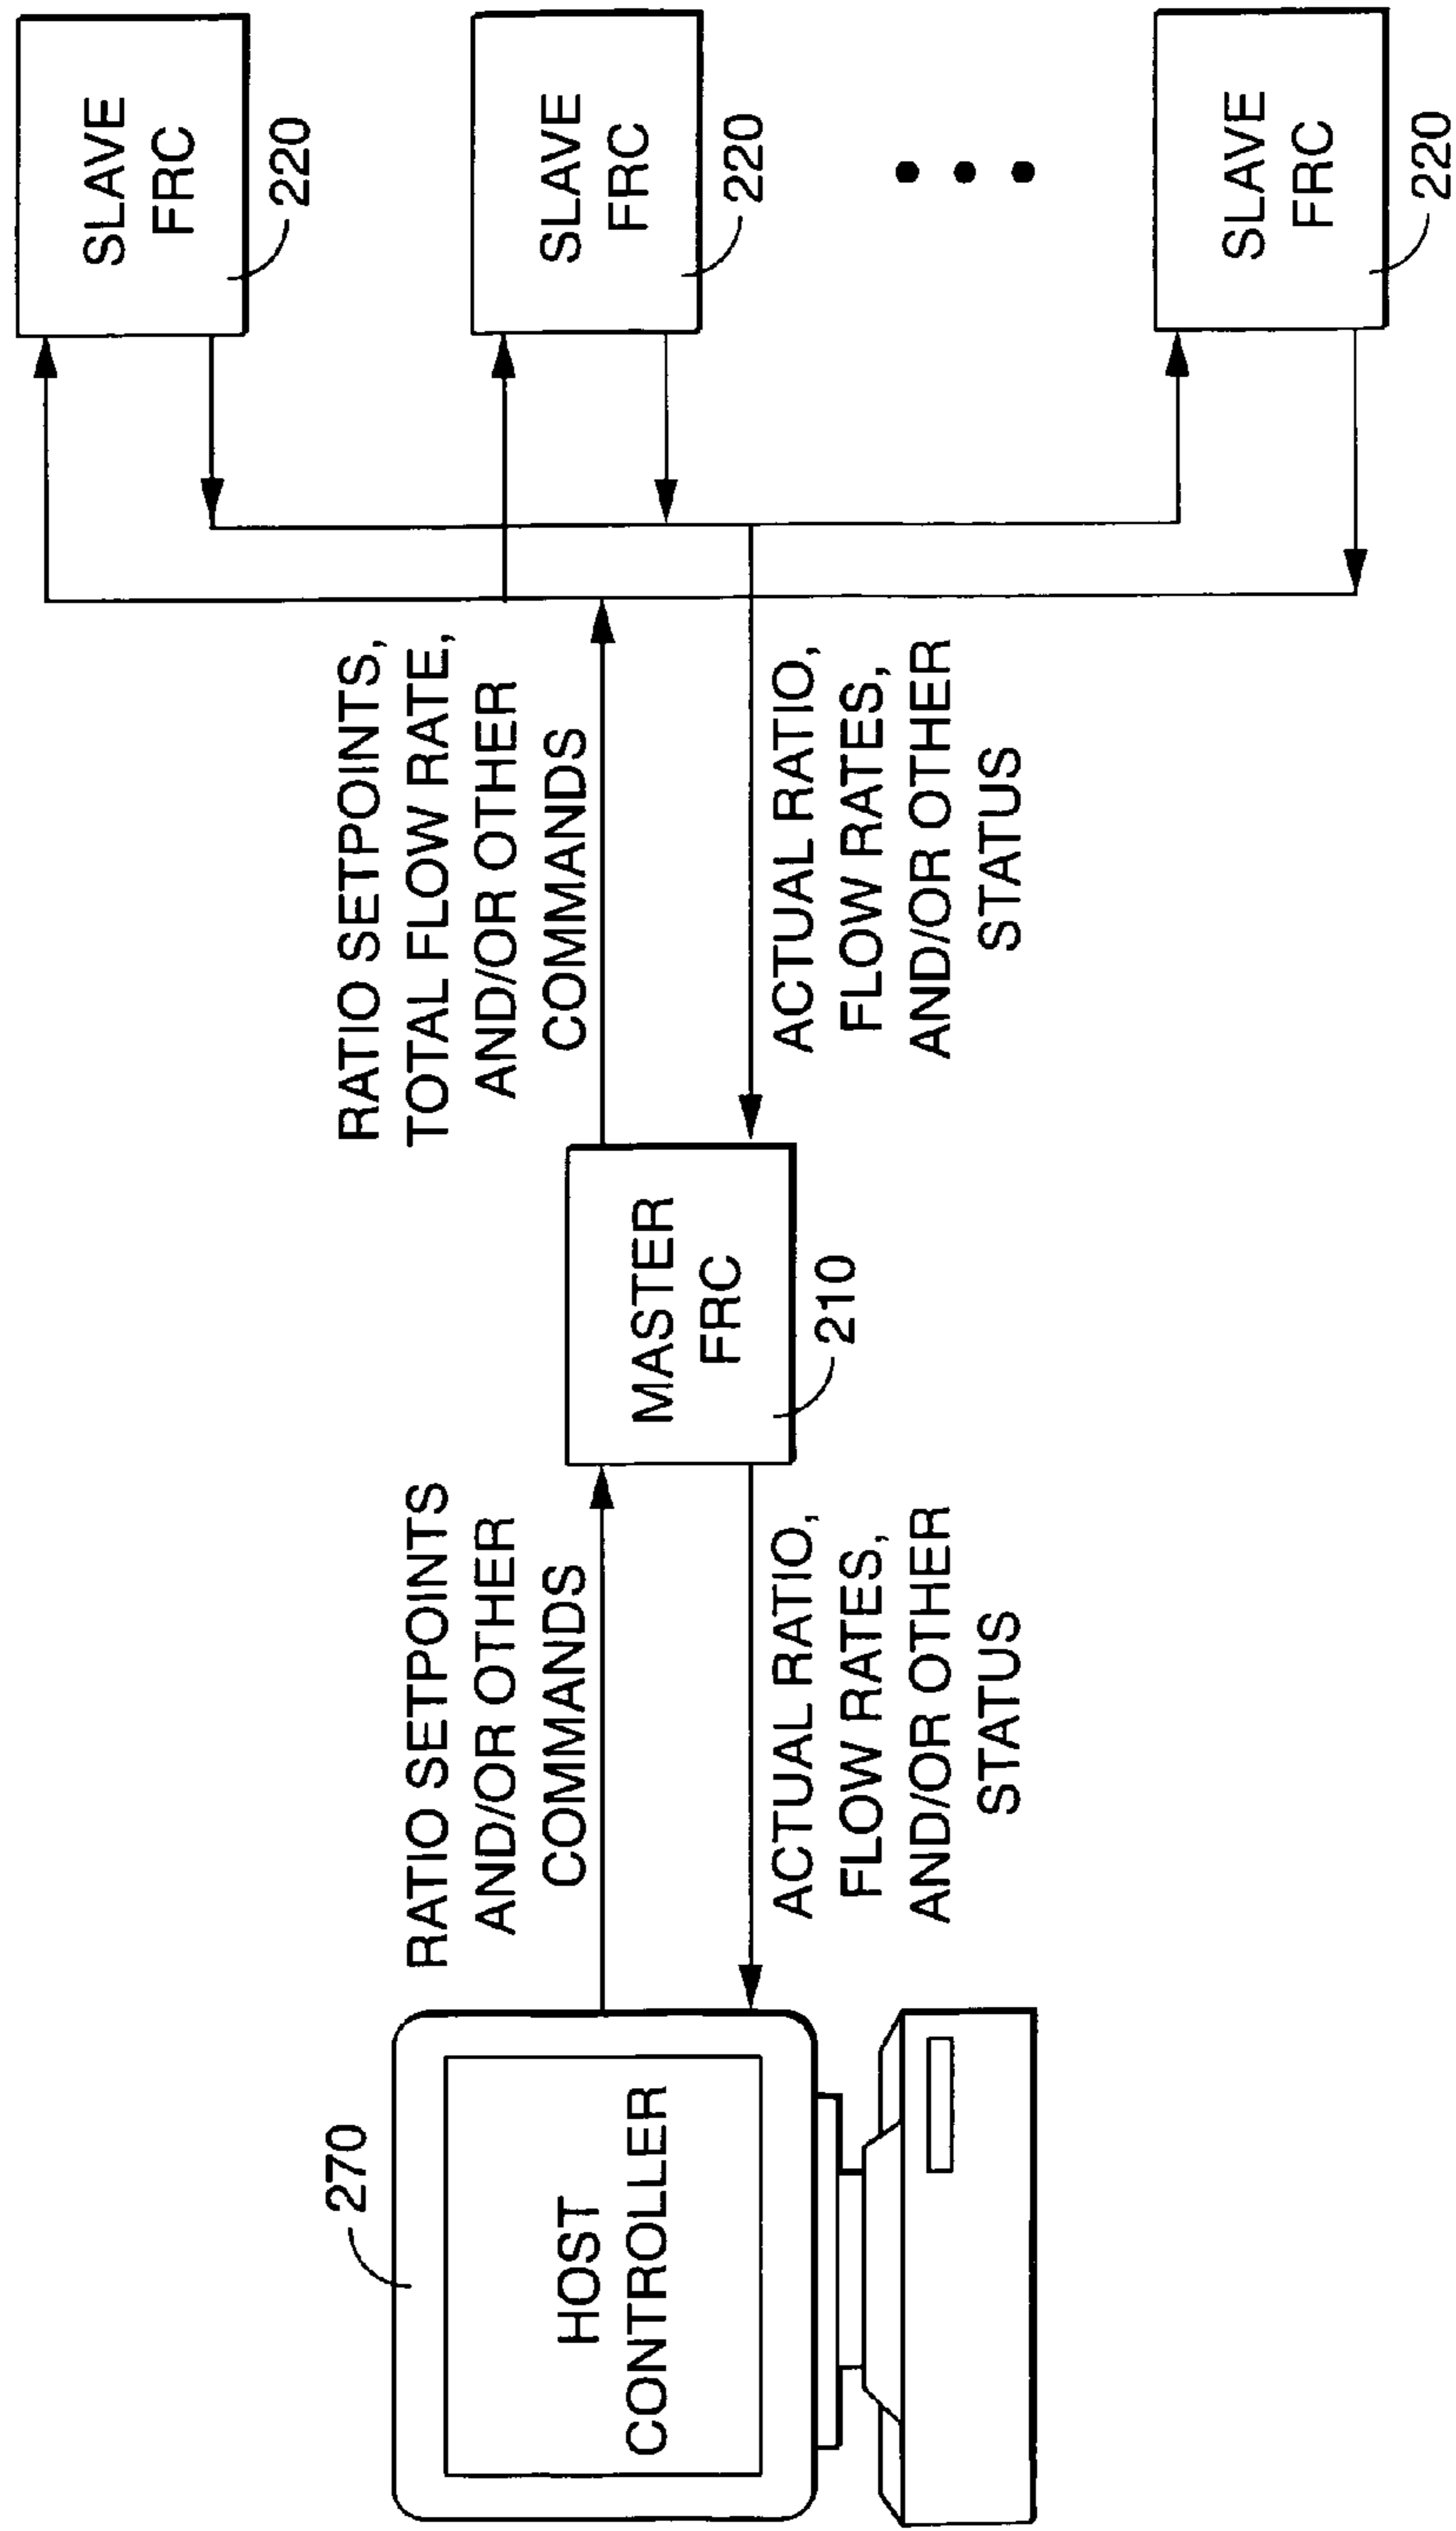 270
HOST
CONTROLLER
RATIO SETPOINTS
AND/OR OTHER
COMMANDS
ACTUAL RATIO,
FLOW RATES,
AND/OR OTHER
STATUS
MASTER
FRC
210
RATIO SETPOINTS,
TOTAL FLOW RATE,
AND/OR OTHER
COMMANDS
ACTUAL RATIO,
FLOW RATES,
AND/OR OTHER
STATUS
SLAVE
FRC
220
SLAVE
FRC
220
SLAVE
FRC
220